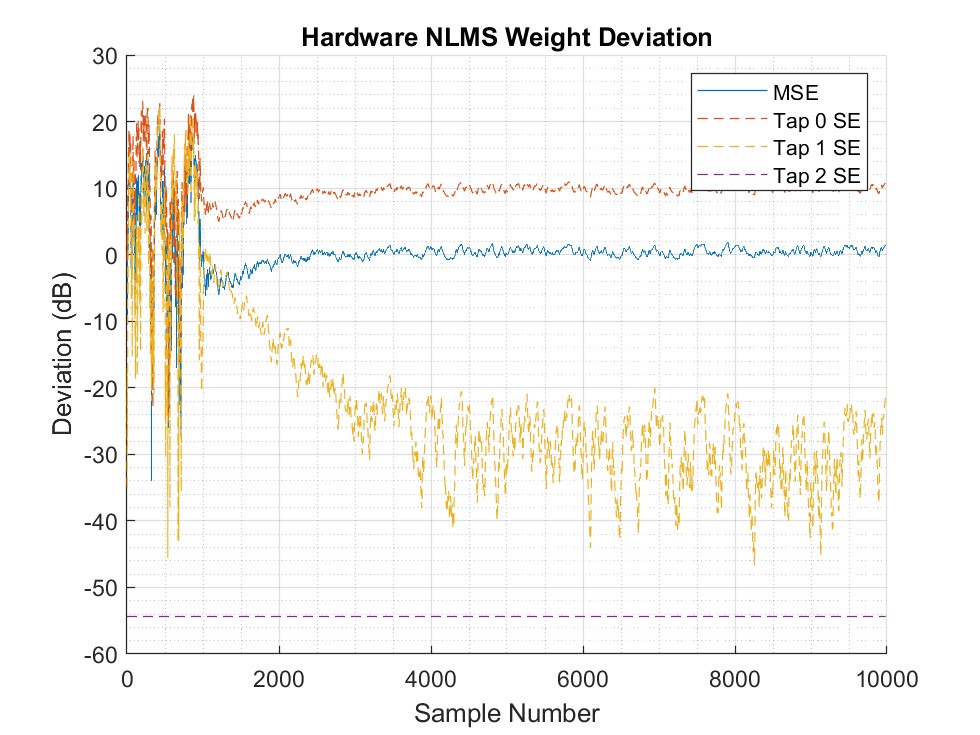 Hardware NLMS Weight Deviation
30
20
10
0
-10
-20
-30
-40
-50
-60
Deviation (dB)
MSE
Tap 0 SE
Tap 1 SE
Tap 2 SE
0 2000 4000 6000 8000 10000
Sample Number